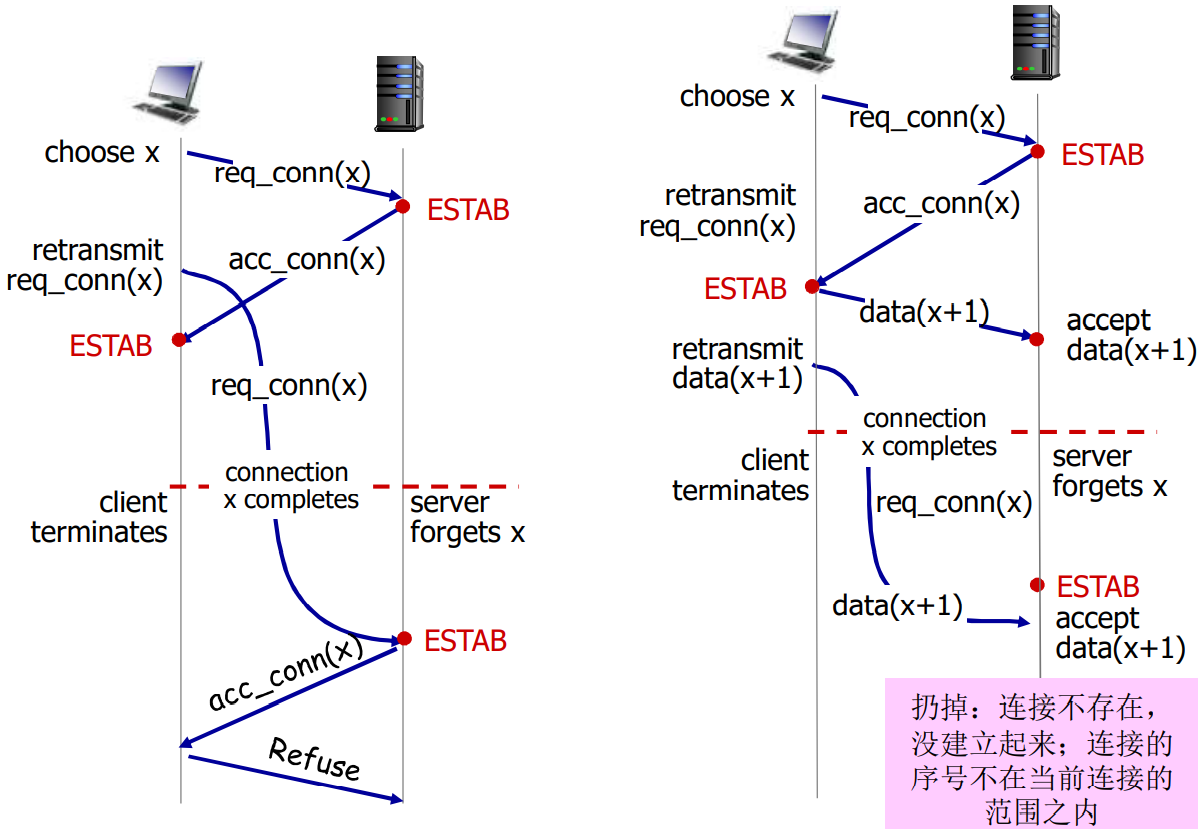 choose x
req_conn(x)
ESTAB
retransmit
req_conn(x)
acc_conn(x)
ESTAB
req_conn(x)
connection
x completes
client
terminates
server
forgets x
ESTAB
acc_conn(x)
Refuse
choose x
req_conn(x)
ESTAB
retransmit
req_conn(x)
acc_conn(x)
ESTAB
data(x+1)
accept
data(x+1)
retransmit
data(x+1)
connection
x completes
client
terminates
server
forgets x
req_conn(x)
ESTAB
data(x+1)
accept
data(x+1)
扔掉：连接不存在，
没建立起来；连接的
序号不在当前连接的
范围之内